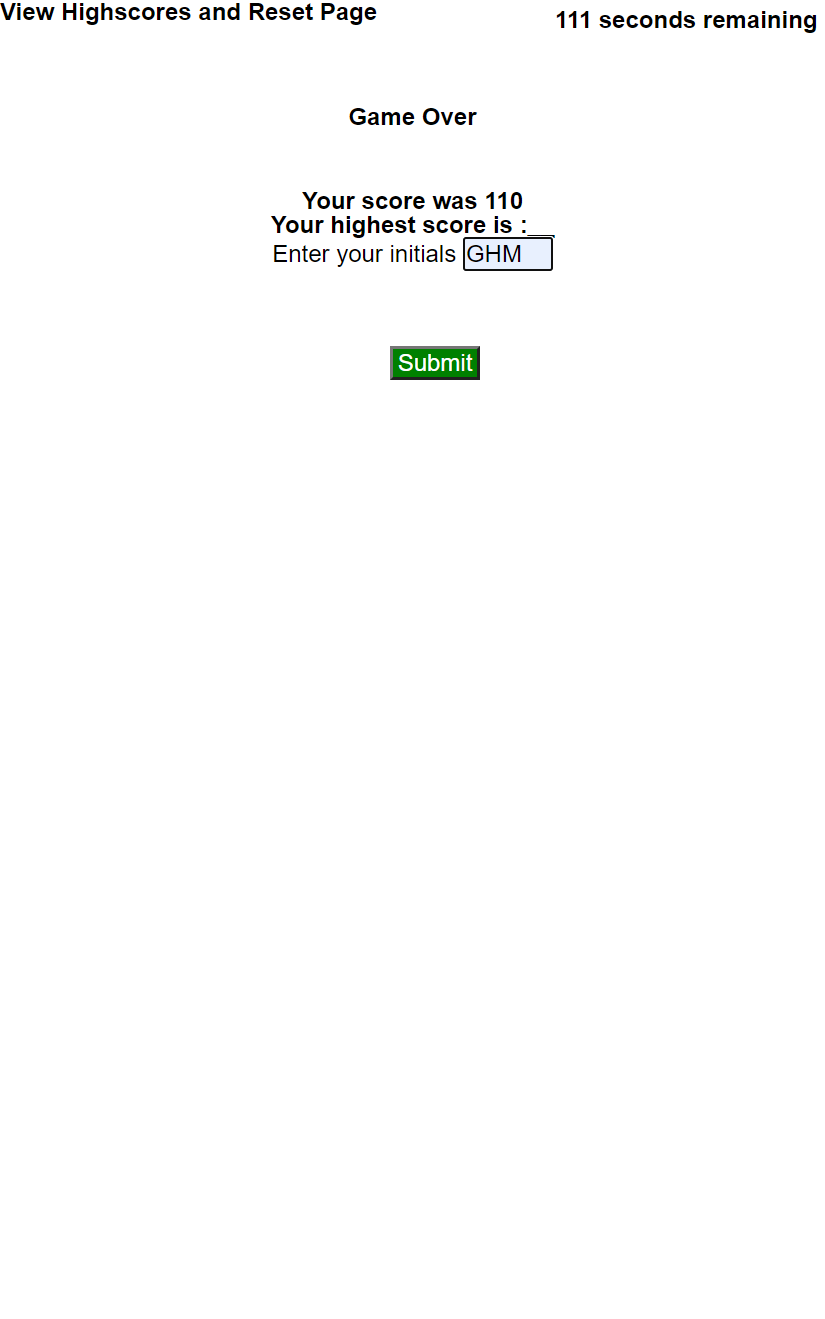 View Highscores and Reset Page
111 seconds remaining
Game Over
Your score was 110
Your highest score is :__
Enter your initials GHM
Submit